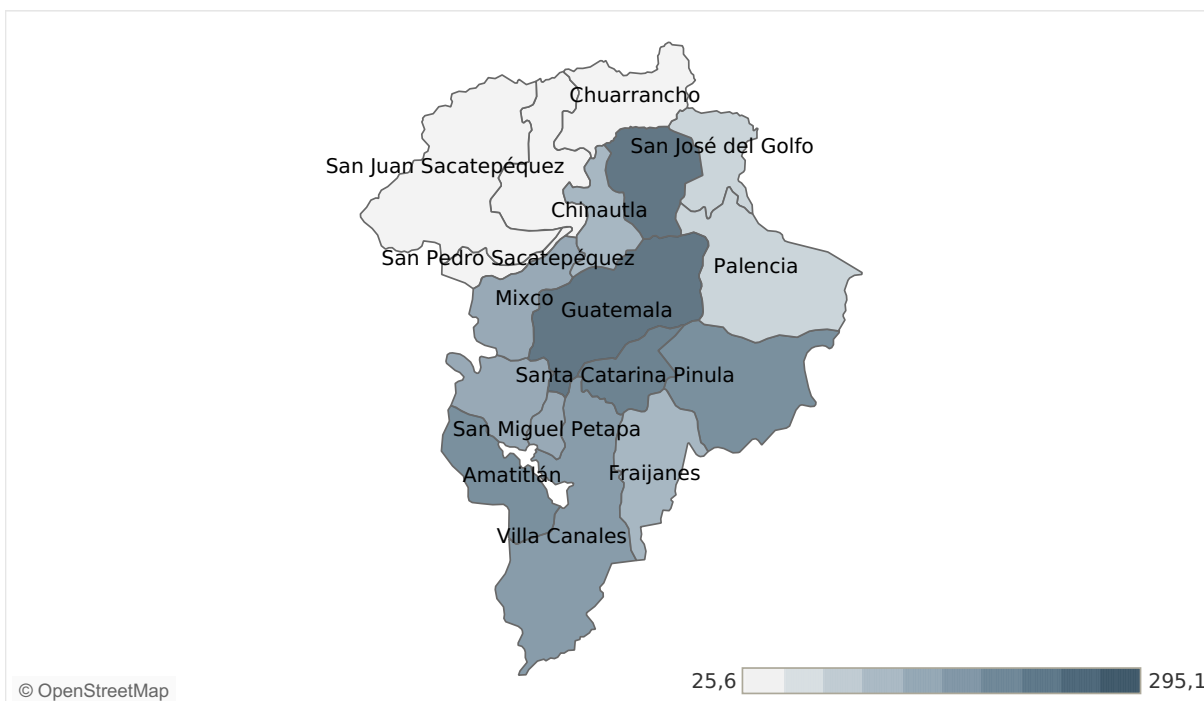 Chuarrancho
San José del Golfo
San Juan Sacatepéquez
Chinautla
San Pedro Sacatepéquez
Palencia
Mixco
Guatemala
Santa Catarina Pinula
San Miguel Petapa
Fraijanes
Amatitlán
Villa Canales
25,6
295,1
© OpenStreetMap